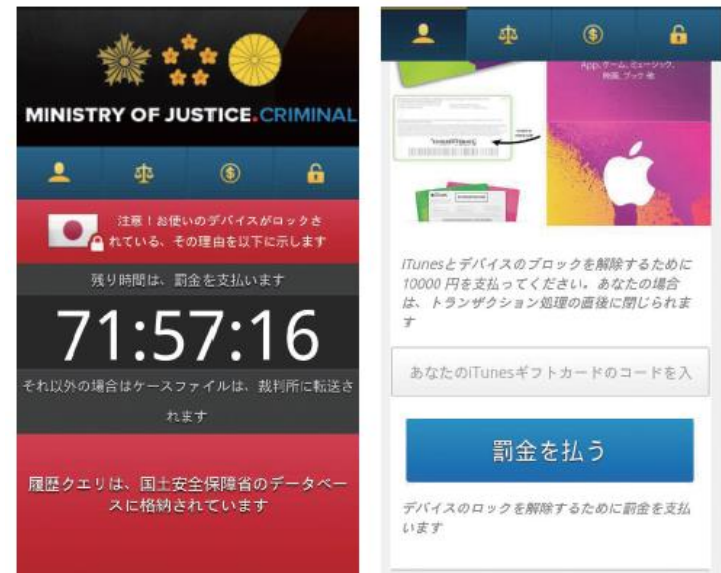 MINISTRY OF JUSTICE.CRIMINAL
注意！お使いのデバイスがロックさ
れている、その理由を以下に示します
残り時間は、罰金を支払います
71:57:16
それ以外の場合はケースファイルは、裁判所に転送さ
れます
履歴クエリは、国土安全保障省のデータベー
スに格納されています
App、ゲーム、ミュージック、
映画、ブック 他
iTunesとデバイスのブロックを解除するために
10000 円を支払ってください。あなたの場合
は、トランザクション処理の直後に閉じられま
す
あなたのiTunesギフトカードのコードを入
罰金を払う
デバイスのロックを解除するために罰金を支払
います